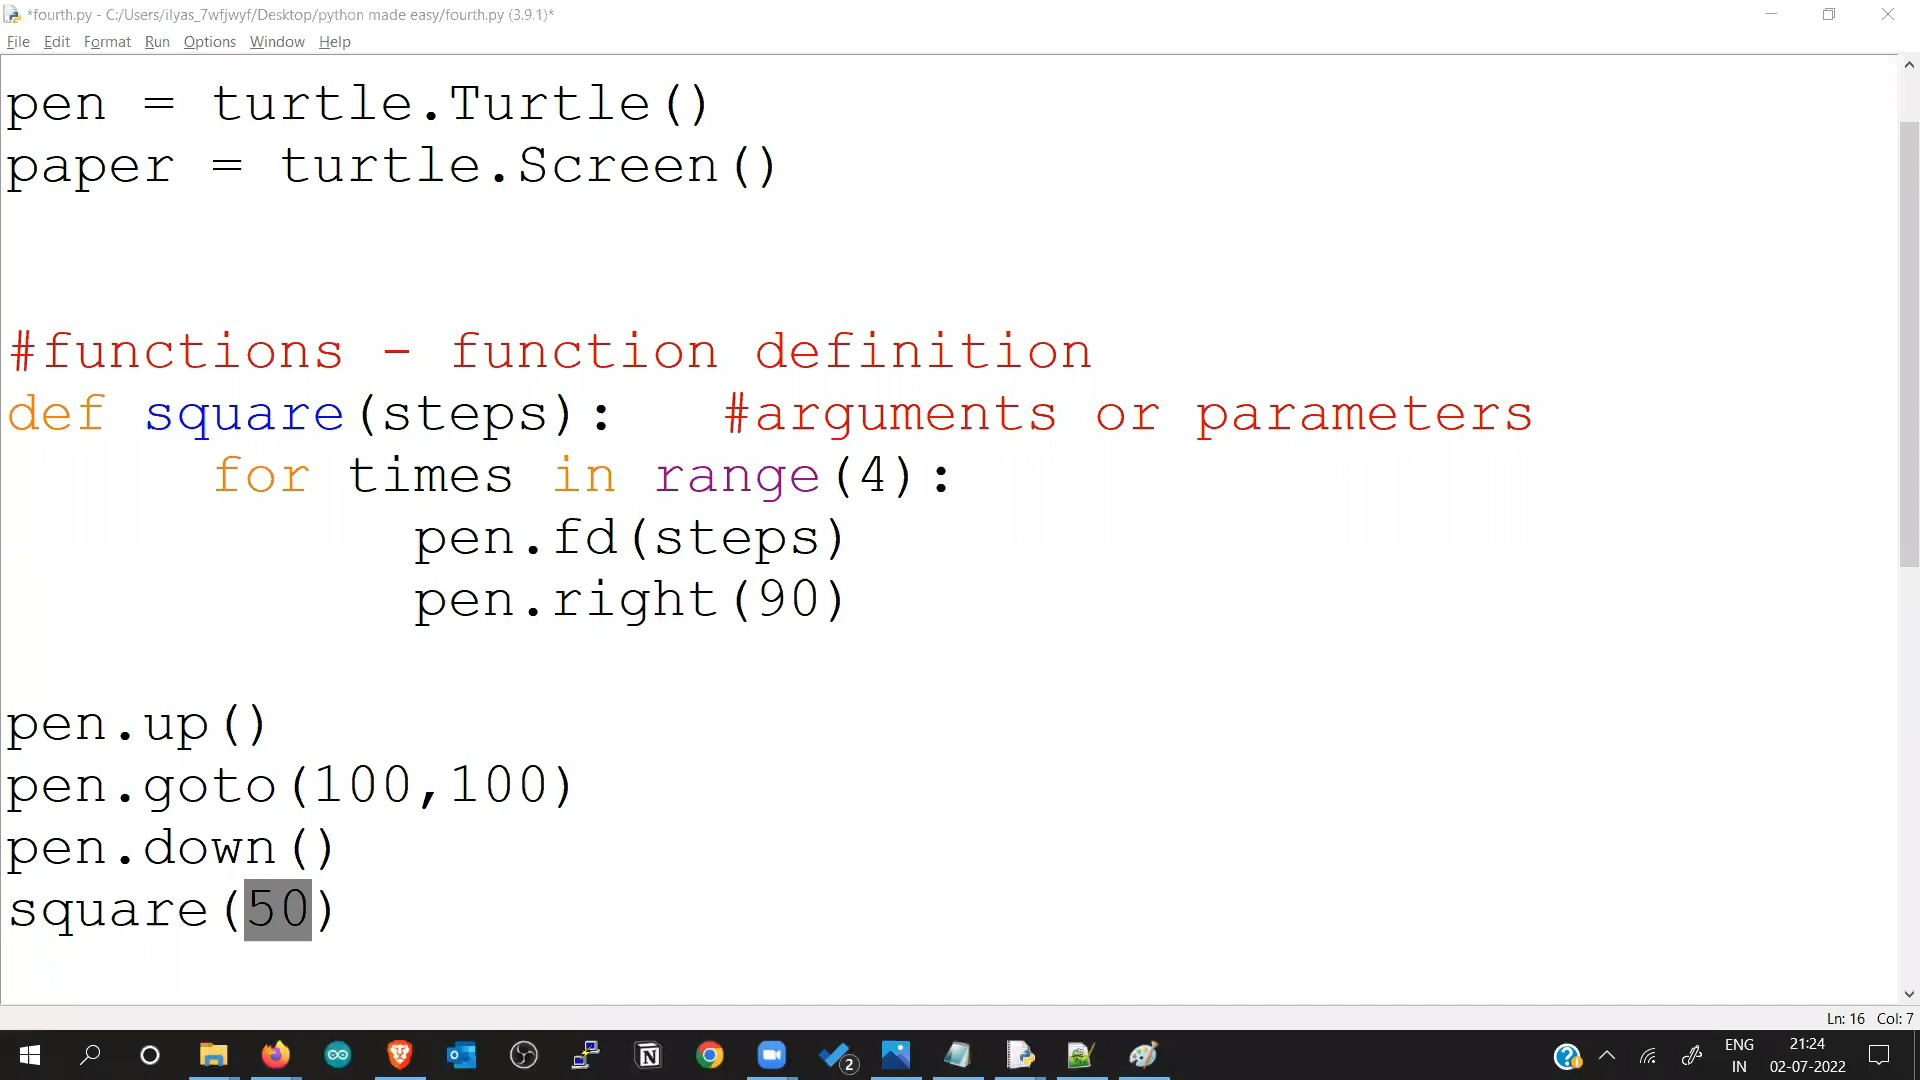 *fourth.py - C:/Users/ilyas_7wfjwyf/Desktop/python made easy/fourth.py (3.9.1)*
File Edit Format Run Options Window Help
pen = turtle.Turtle()
paper = turtle.Screen()
#functions - function definition
def square(steps): #arguments or parameters
for times in range(4):
pen.fd(steps)
pen.right(90)
pen.up()
pen.goto(100,100)
pen.down()
square(50)
Ln: 16 Col: 7
2
ENG
IN
21:24
02-07-2022